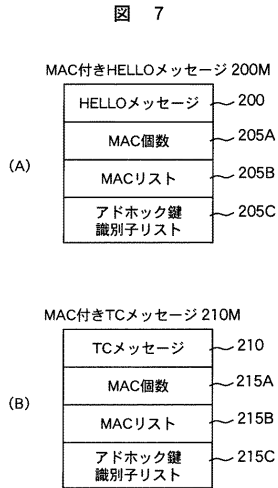 図 7
MAC付きHELLOメッセージ 200M
HELLOメッセージ 200
MAC個数 205A
(A)
MACリスト 205B
アドホック鍵 205C
識別子リスト
MAC付きTCメッセージ 210M
TCメッセージ 210
MAC個数 215A
(B)
MACリスト 215B
アドホック鍵 215C
識別子リスト